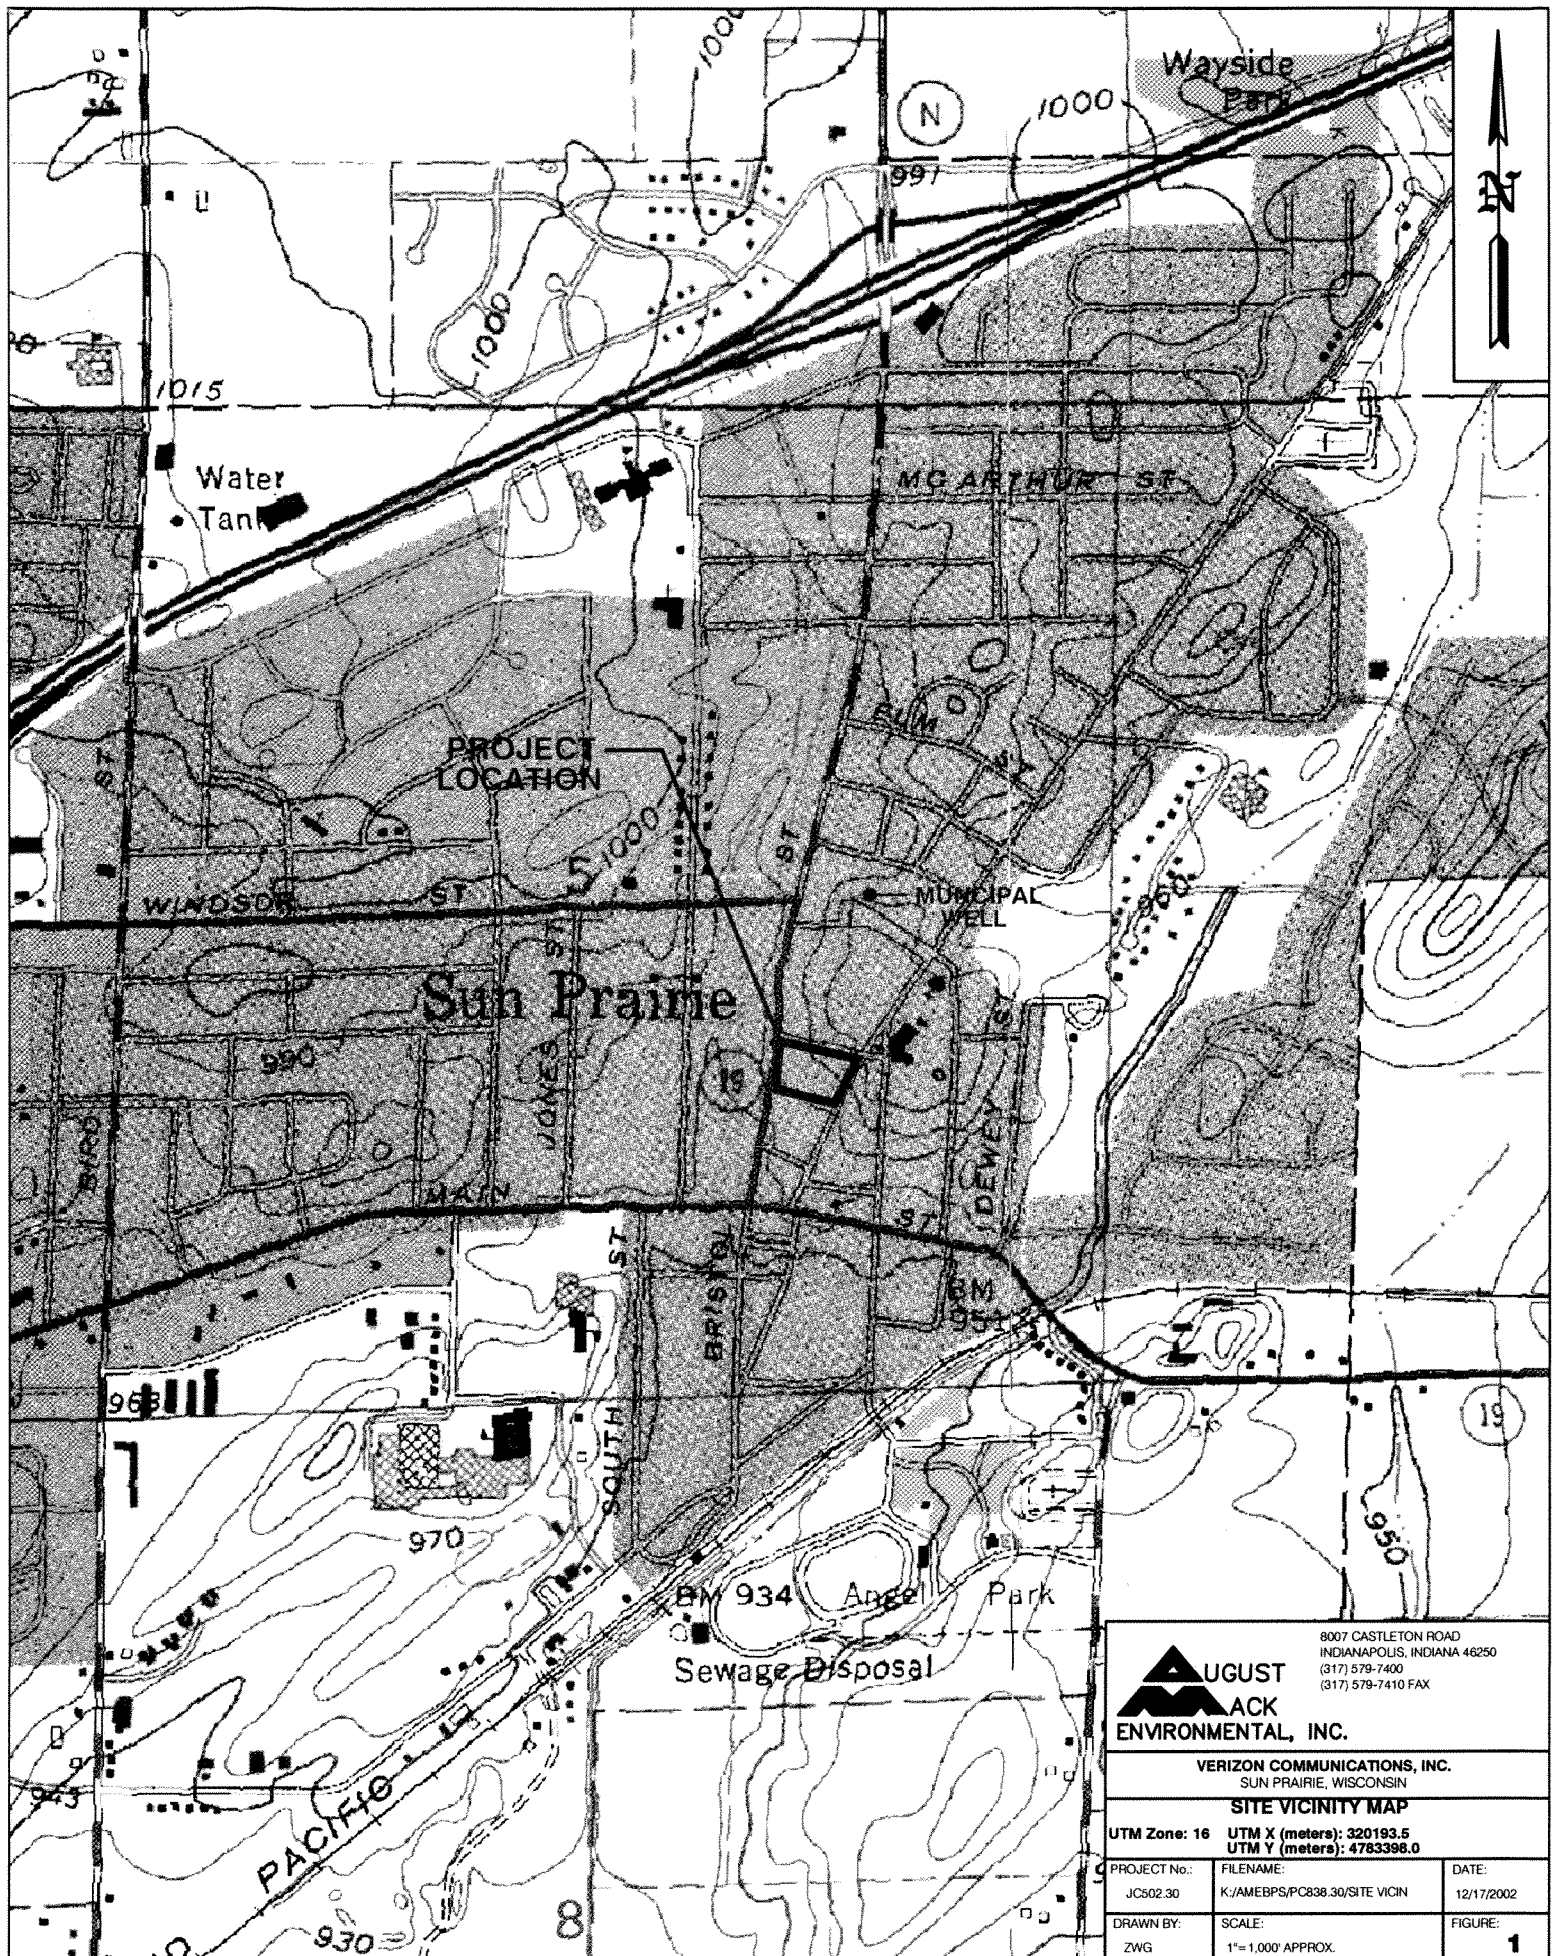 1000
Wayside
Park
N
1000
991
N
1000
1015
Water
Tank
MC ARTHUR ST
ELM
ST
PROJECT
LOCATION
ST
ST
5
1000
MUNCIPAL
WELL
960
WINDSOR ST
ST
Sun Prairie
ST
990
19
JONES
BIRD
DEWEY
MAIN
ST
ST
BRISTOL
BM
951
968
19
SOUTH
970
950
BM 934
Angel Park
Sewage Disposal
943
PACIFIC
8
930
AUGUST
MACK
ENVIRONMENTAL, INC.
8007 CASTLETON ROAD
INDIANAPOLIS, INDIANA 46250
(317) 579-7400
(317) 579-7410 FAX
VERIZON COMMUNICATIONS, INC.
SUN PRAIRIE, WISCONSIN
SITE VICINITY MAP
UTM Zone: 16 UTM X (meters): 320193.5
UTM Y (meters): 4783398.0
PROJECT No.:
JC502.30
FILENAME:
K:/AMEBPS/PC838.30/SITE VICIN
DATE:
12/17/2002
DRAWN BY:
ZWG
SCALE:
1"=1,000' APPROX.
FIGURE:
1